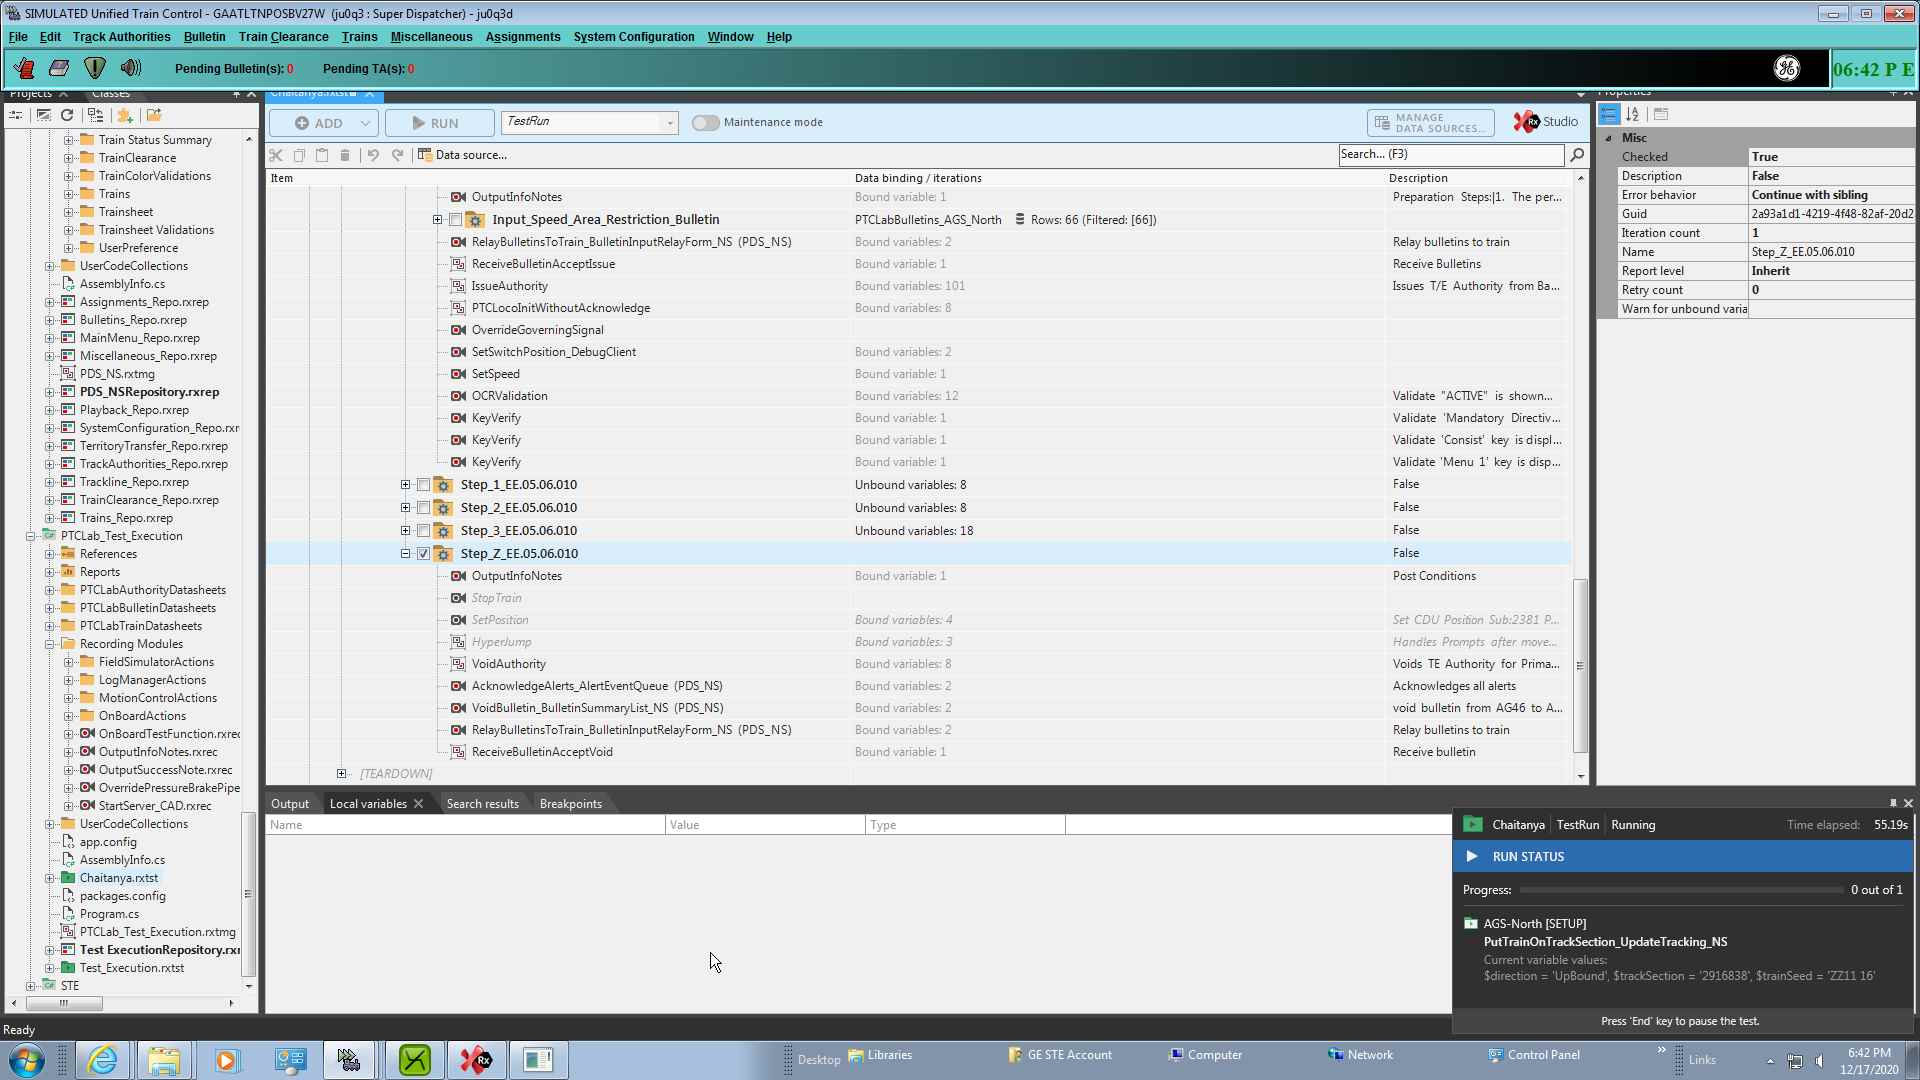 SIMULATED Unified Train Control - GAATLTNPOSBV27W (ju0q3 : Super Dispatcher) - ju0q3d
File Edit Track Authorities Bulletin Train Clearance Trains Miscellaneous Assignments System Configuration Window Help
Pending Bulletin(s): 0 Pending TA(s): 0
06:42 P E
Projects Classes
Chaitanya.rxtst
Properties
ADD
RUN
TestRun
Maintenance mode
MANAGE DATA SOURCES...
Rx Studio
Data source...
Search... (F3)
Item Data binding / iterations Description
OutputInfoNotes Bound variable: 1 Preparation Steps:|1. The per...
Input_Speed_Area_Restriction_Bulletin PTCLabBulletins_AGS_North Rows: 66 (Filtered: [66])
RelayBulletinsToTrain_BulletinInputRelayForm_NS (PDS_NS) Bound variables: 2 Relay bulletins to train
ReceiveBulletinAcceptIssue Bound variable: 1 Receive Bulletins
IssueAuthority Bound variables: 101 Issues T/E Authority from Ba...
PTCLocoInitWithoutAcknowledge Bound variables: 8
OverrideGoverningSignal
SetSwitchPosition_DebugClient Bound variables: 2
SetSpeed Bound variable: 1
OCRValidation Bound variables: 12 Validate "ACTIVE" is shown...
KeyVerify Bound variable: 1 Validate 'Mandatory Directiv...
KeyVerify Bound variable: 1 Validate 'Consist' key is displ...
KeyVerify Bound variable: 1 Validate 'Menu 1' key is disp...
Step_1_EE.05.06.010 Unbound variables: 8 False
Step_2_EE.05.06.010 Unbound variables: 8 False
Step_3_EE.05.06.010 Unbound variables: 18 False
Step_Z_EE.05.06.010 False
OutputInfoNotes Bound variable: 1 Post Conditions
StopTrain
SetPosition Bound variables: 4 Set CDU Position Sub:2381 P...
HyperJump Bound variables: 3 Handles Prompts after move...
VoidAuthority Bound variables: 8 Voids TE Authority for Prima...
AcknowledgeAlerts_AlertEventQueue (PDS_NS) Bound variables: 2 Acknowledges all alerts
VoidBulletin_BulletinSummaryList_NS (PDS_NS) Bound variables: 2 void bulletin from AG46 to A...
RelayBulletinsToTrain_BulletinInputRelayForm_NS (PDS_NS) Bound variables: 2 Relay bulletins to train
ReceiveBulletinAcceptVoid Bound variable: 1 Receive bulletin
[TEARDOWN]
Train Status Summary
TrainClearance
TrainColorValidations
Trains
Trainsheet
Trainsheet Validations
UserPreference
UserCodeCollections
AssemblyInfo.cs
Assignments_Repo.rxrep
Bulletins_Repo.rxrep
MainMenu_Repo.rxrep
Miscellaneous_Repo.rxrep
PDS_NS.rxtmg
PDS_NSRepository.rxrep
Playback_Repo.rxrep
SystemConfiguration_Repo.rxr
TerritoryTransfer_Repo.rxrep
TrackAuthorities_Repo.rxrep
Trackline_Repo.rxrep
TrainClearance_Repo.rxrep
Trains_Repo.rxrep
PTCLab_Test_Execution
References
Reports
PTCLabAuthorityDatasheets
PTCLabBulletinDatasheets
PTCLabTrainDatasheets
Recording Modules
FieldSimulatorActions
LogManagerActions
MotionControlActions
OnBoardActions
OnBoardTestFunction.rxrec
OutputInfoNotes.rxrec
OutputSuccessNote.rxrec
OverridePressureBrakePipe
StartServer_CAD.rxrec
UserCodeCollections
app.config
AssemblyInfo.cs
Chaitanya.rxtst
packages.config
Program.cs
PTCLab_Test_Execution.rxtmg
Test ExecutionRepository.rxr
Test_Execution.rxtst
STE
Misc
Checked True
Description False
Error behavior Continue with sibling
Guid 2a93a1d1-4219-4f48-82af-20d2
Iteration count 1
Name Step_Z_EE.05.06.010
Report level Inherit
Retry count 0
Warn for unbound varia
Output Local variables Search results Breakpoints
Name Value Type
Chaitanya TestRun Running Time elapsed: 55.19s
RUN STATUS
Progress: 0 out of 1
AGS-North [SETUP]
PutTrainOnTrackSection_UpdateTracking_NS
Current variable values:
$direction = 'UpBound', $trackSection = '2916838', $trainSeed = 'ZZ11 16'
Press 'End' key to pause the test.
Ready
Desktop Libraries GE STE Account Computer Network Control Panel » Links
6:42 PM
12/17/2020